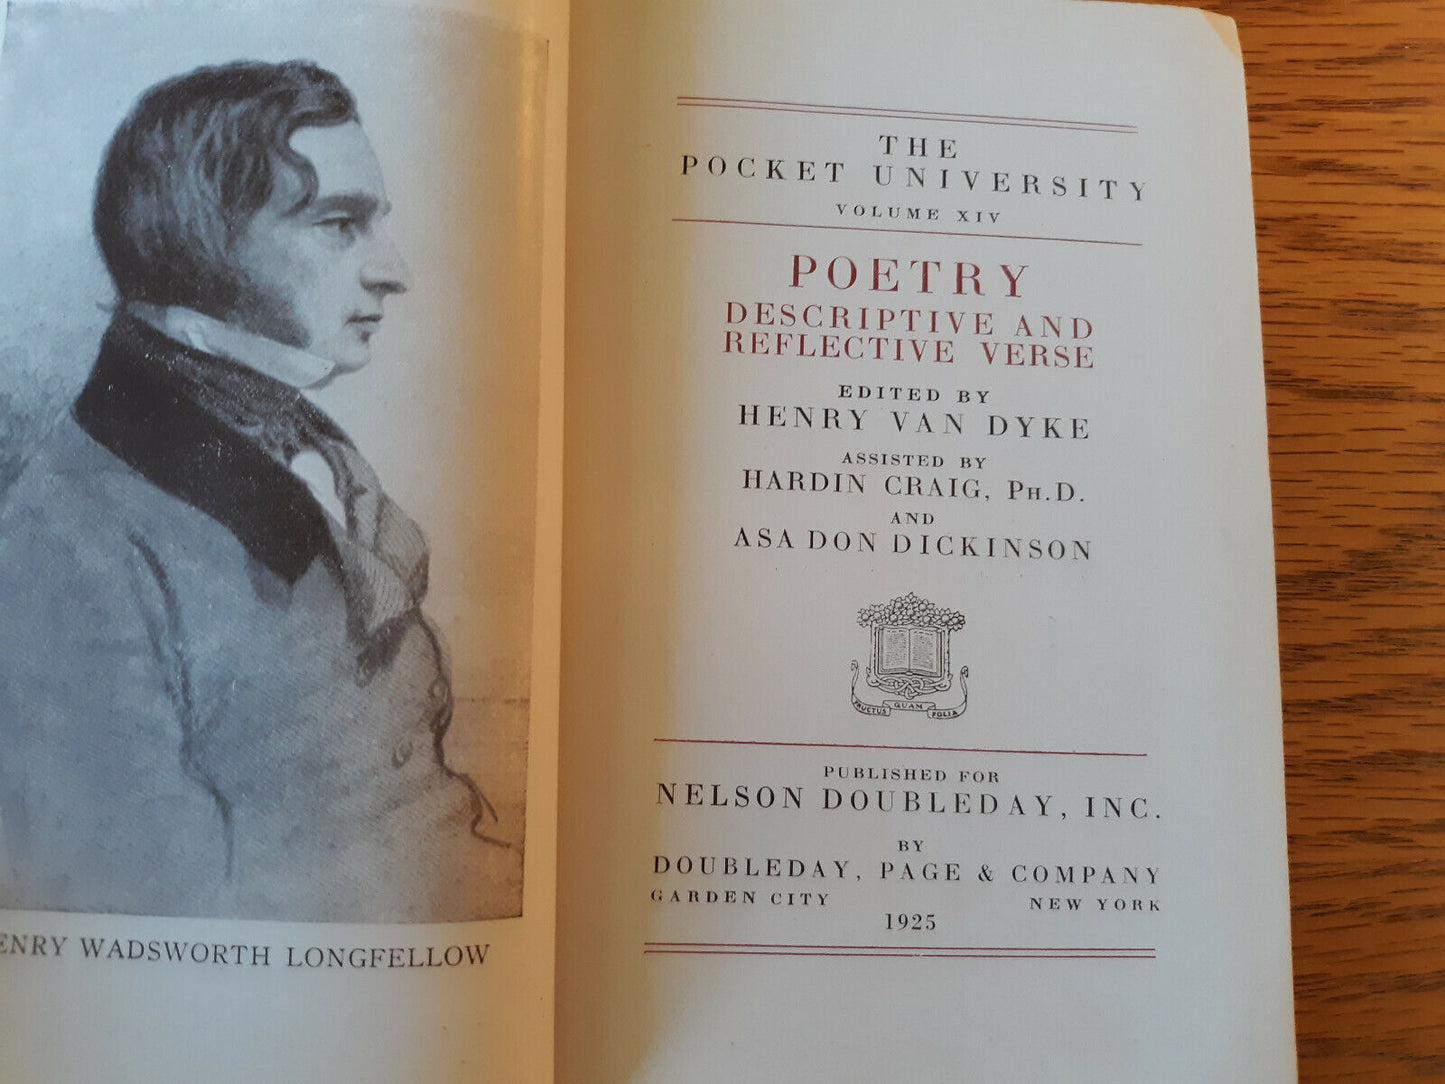 ENRY WADSWORTH LONGFELLOW
THE
POCKET UNIVERSITY
VOLUME XIV
POETRY
DESCRIPTIVE AND
REFLECTIVE VERSE
EDITED BY
HENRY VAN DYKE
ASSISTED BY
HARDIN CRAIG, PH.D.
AND
ASA DON DICKINSON
FRUCTUS QUAM FOLIA
PUBLISHED FOR
NELSON DOUBLEDAY, INC.
BY
DOUBLEDAY, PAGE & COMPANY
GARDEN CITY NEW YORK
1925